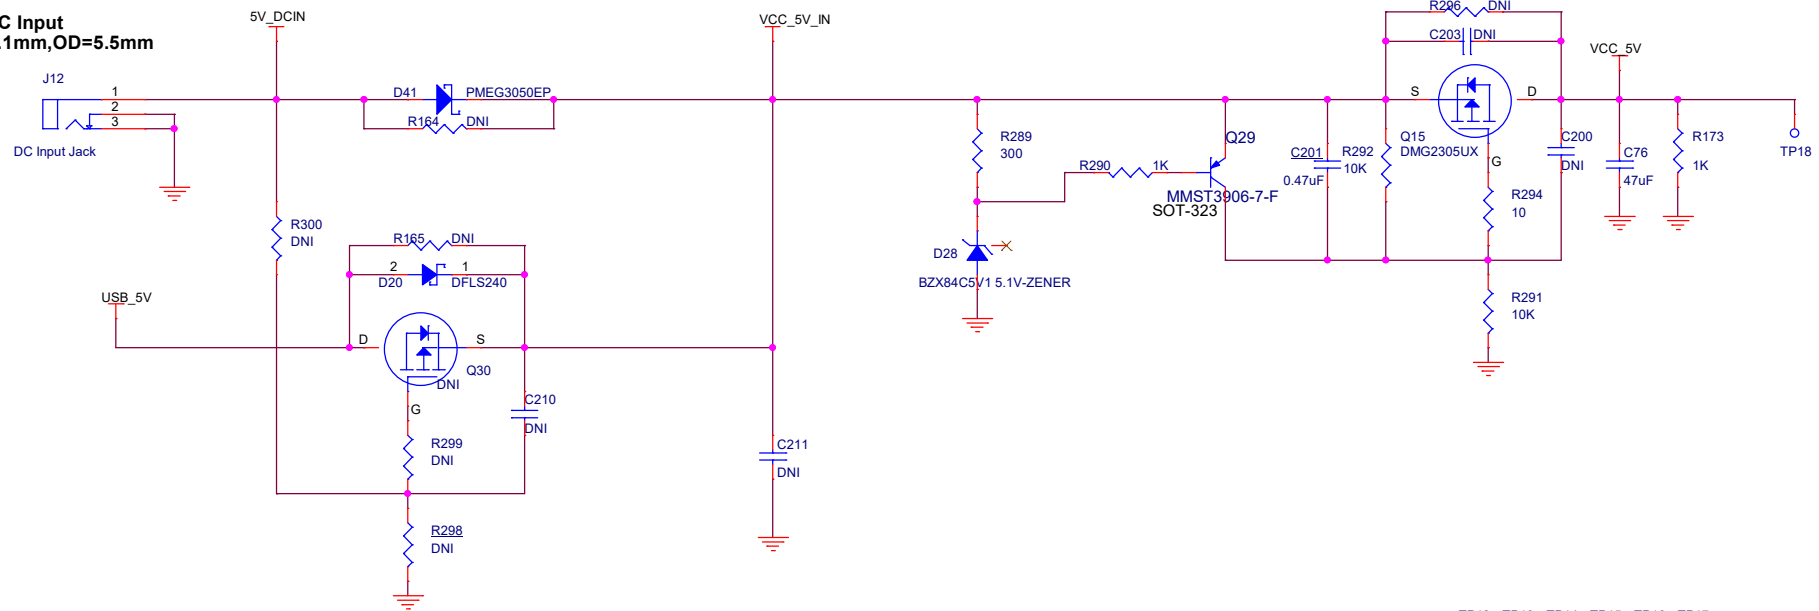 C Input
.1mm,OD=5.5mm
5V_DCIN
VCC_5V_IN
R296 DNI
C203 DNI
VCC_5V
J12
1
2
3
DC Input Jack
D41 PMEG3050EP
R164 DNI
R289
300
R290 1K
Q29
MMST3906-7-F
SOT-323
C201
0.47uF
R292
10K
S
D
Q15
DMG2305UX
G
C200
DNI
C76
47uF
R173
1K
TP18
R294
10
R300
DNI
R165 DNI
2
1
D20 DFLS240
D28
BZX84C5V1 5.1V-ZENER
R291
10K
USB_5V
D
S
Q30
DNI
G
C210
DNI
R299
DNI
C211
DNI
R298
DNI